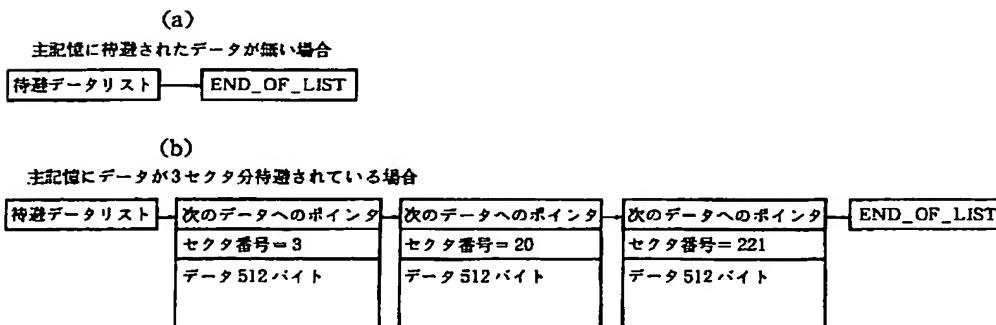 (a)
主記憶に待避されたデータが無い場合
待避データリスト END_OF_LIST
(b)
主記憶にデータが3セクタ分待避されている場合
待避データリスト 次のデータへのポインタ 次のデータへのポインタ 次のデータへのポインタ END_OF_LIST
セクタ番号=3 セクタ番号=20 セクタ番号=221
データ512バイト データ512バイト データ512バイト